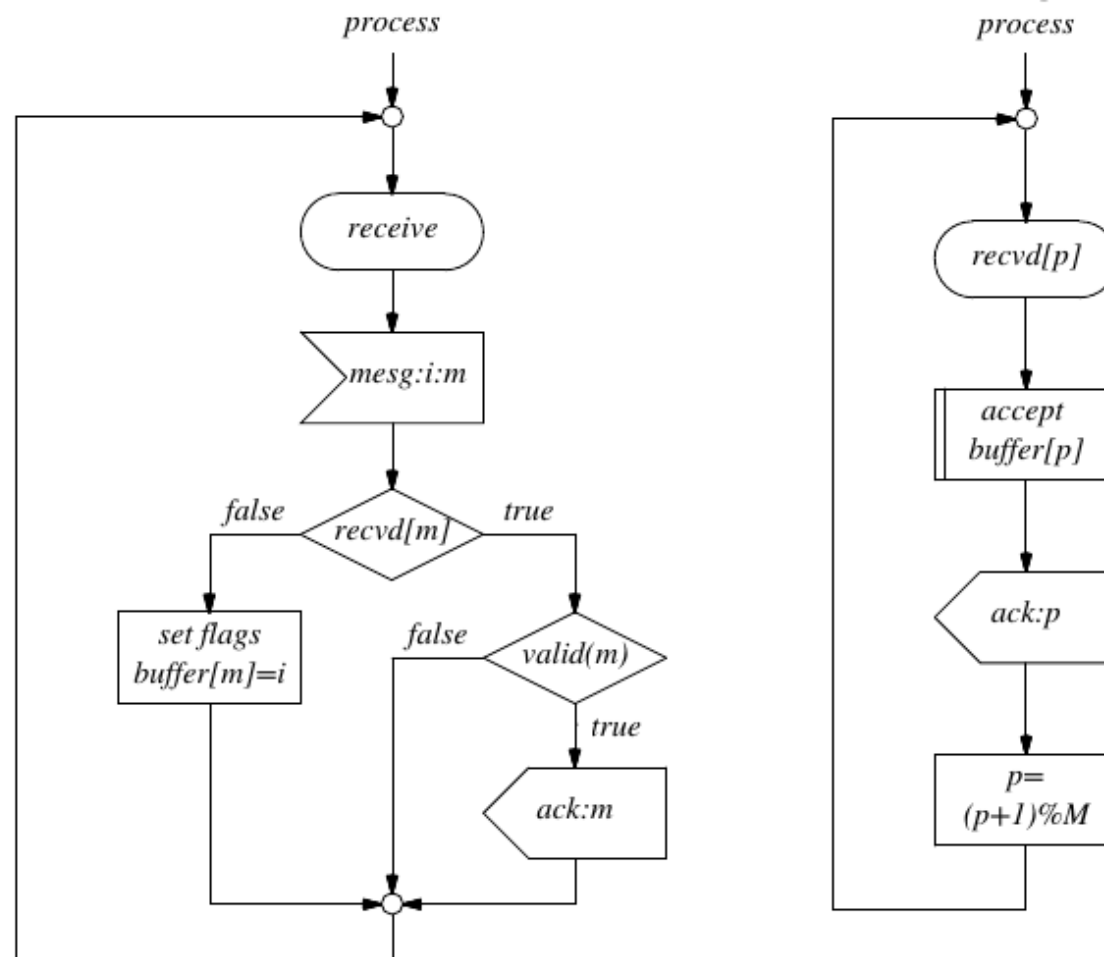 process
receive
mesg:i:m
false
recvd[m]
true
set flags
buffer[m]=i
false
valid(m)
true
ack:m
process
recvd[p]
accept
buffer[p]
ack:p
p=
(p+1)%M